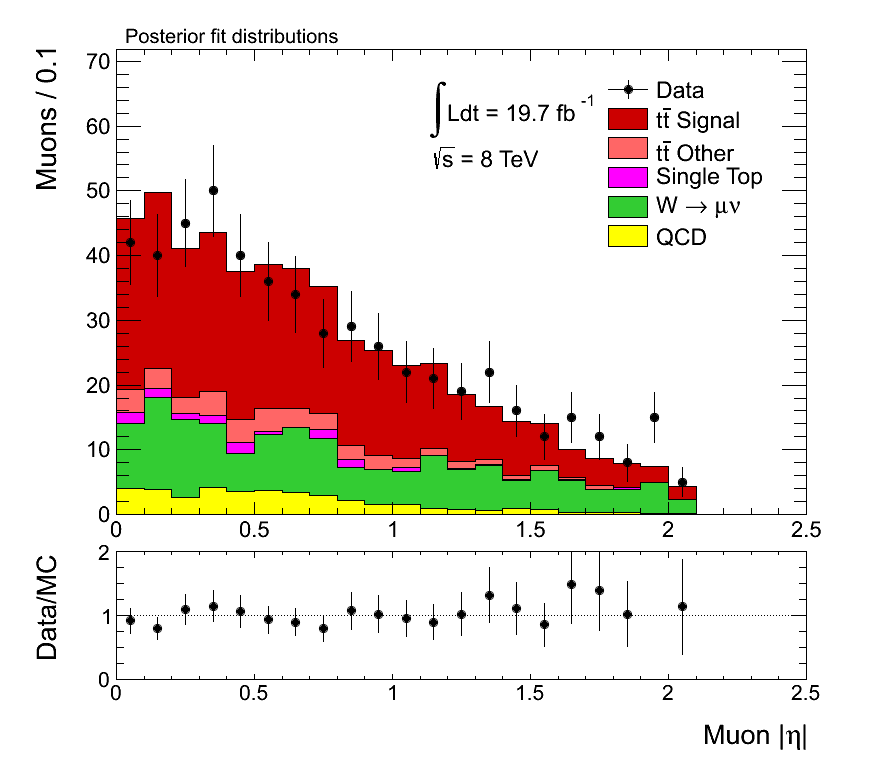 Posterior fit distributions
Muons / 0.1
70
60
50
40
30
20
10
0
∫Ldt = 19.7 fb⁻¹
√s = 8 TeV
Data
tt̄ Signal
tt̄ Other
Single Top
W → μν
QCD
0 0.5 1 1.5 2 2.5
Data/MC
2
1
0
0 0.5 1 1.5 2 2.5
Muon |η|